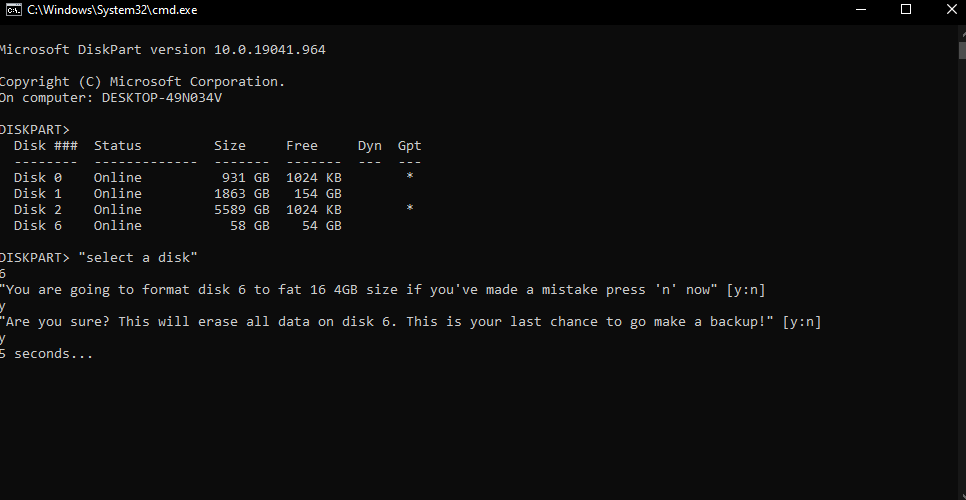 C:\Windows\System32\cmd.exe
Microsoft DiskPart version 10.0.19041.964
Copyright (C) Microsoft Corporation.
On computer: DESKTOP-49N034V
DISKPART>
Disk ###  Status         Size     Free     Dyn  Gpt
--------  -------------  -------  -------  ---  ---
Disk 0    Online          931 GB  1024 KB        *
Disk 1    Online         1863 GB   154 GB
Disk 2    Online         5589 GB  1024 KB        *
Disk 6    Online           58 GB    54 GB
DISKPART> "select a disk"
6
"You are going to format disk 6 to fat 16 4GB size if you've made a mistake press 'n' now" [y:n]
y
"Are you sure? This will erase all data on disk 6. This is your last chance to go make a backup!" [y:n]
y
5 seconds...